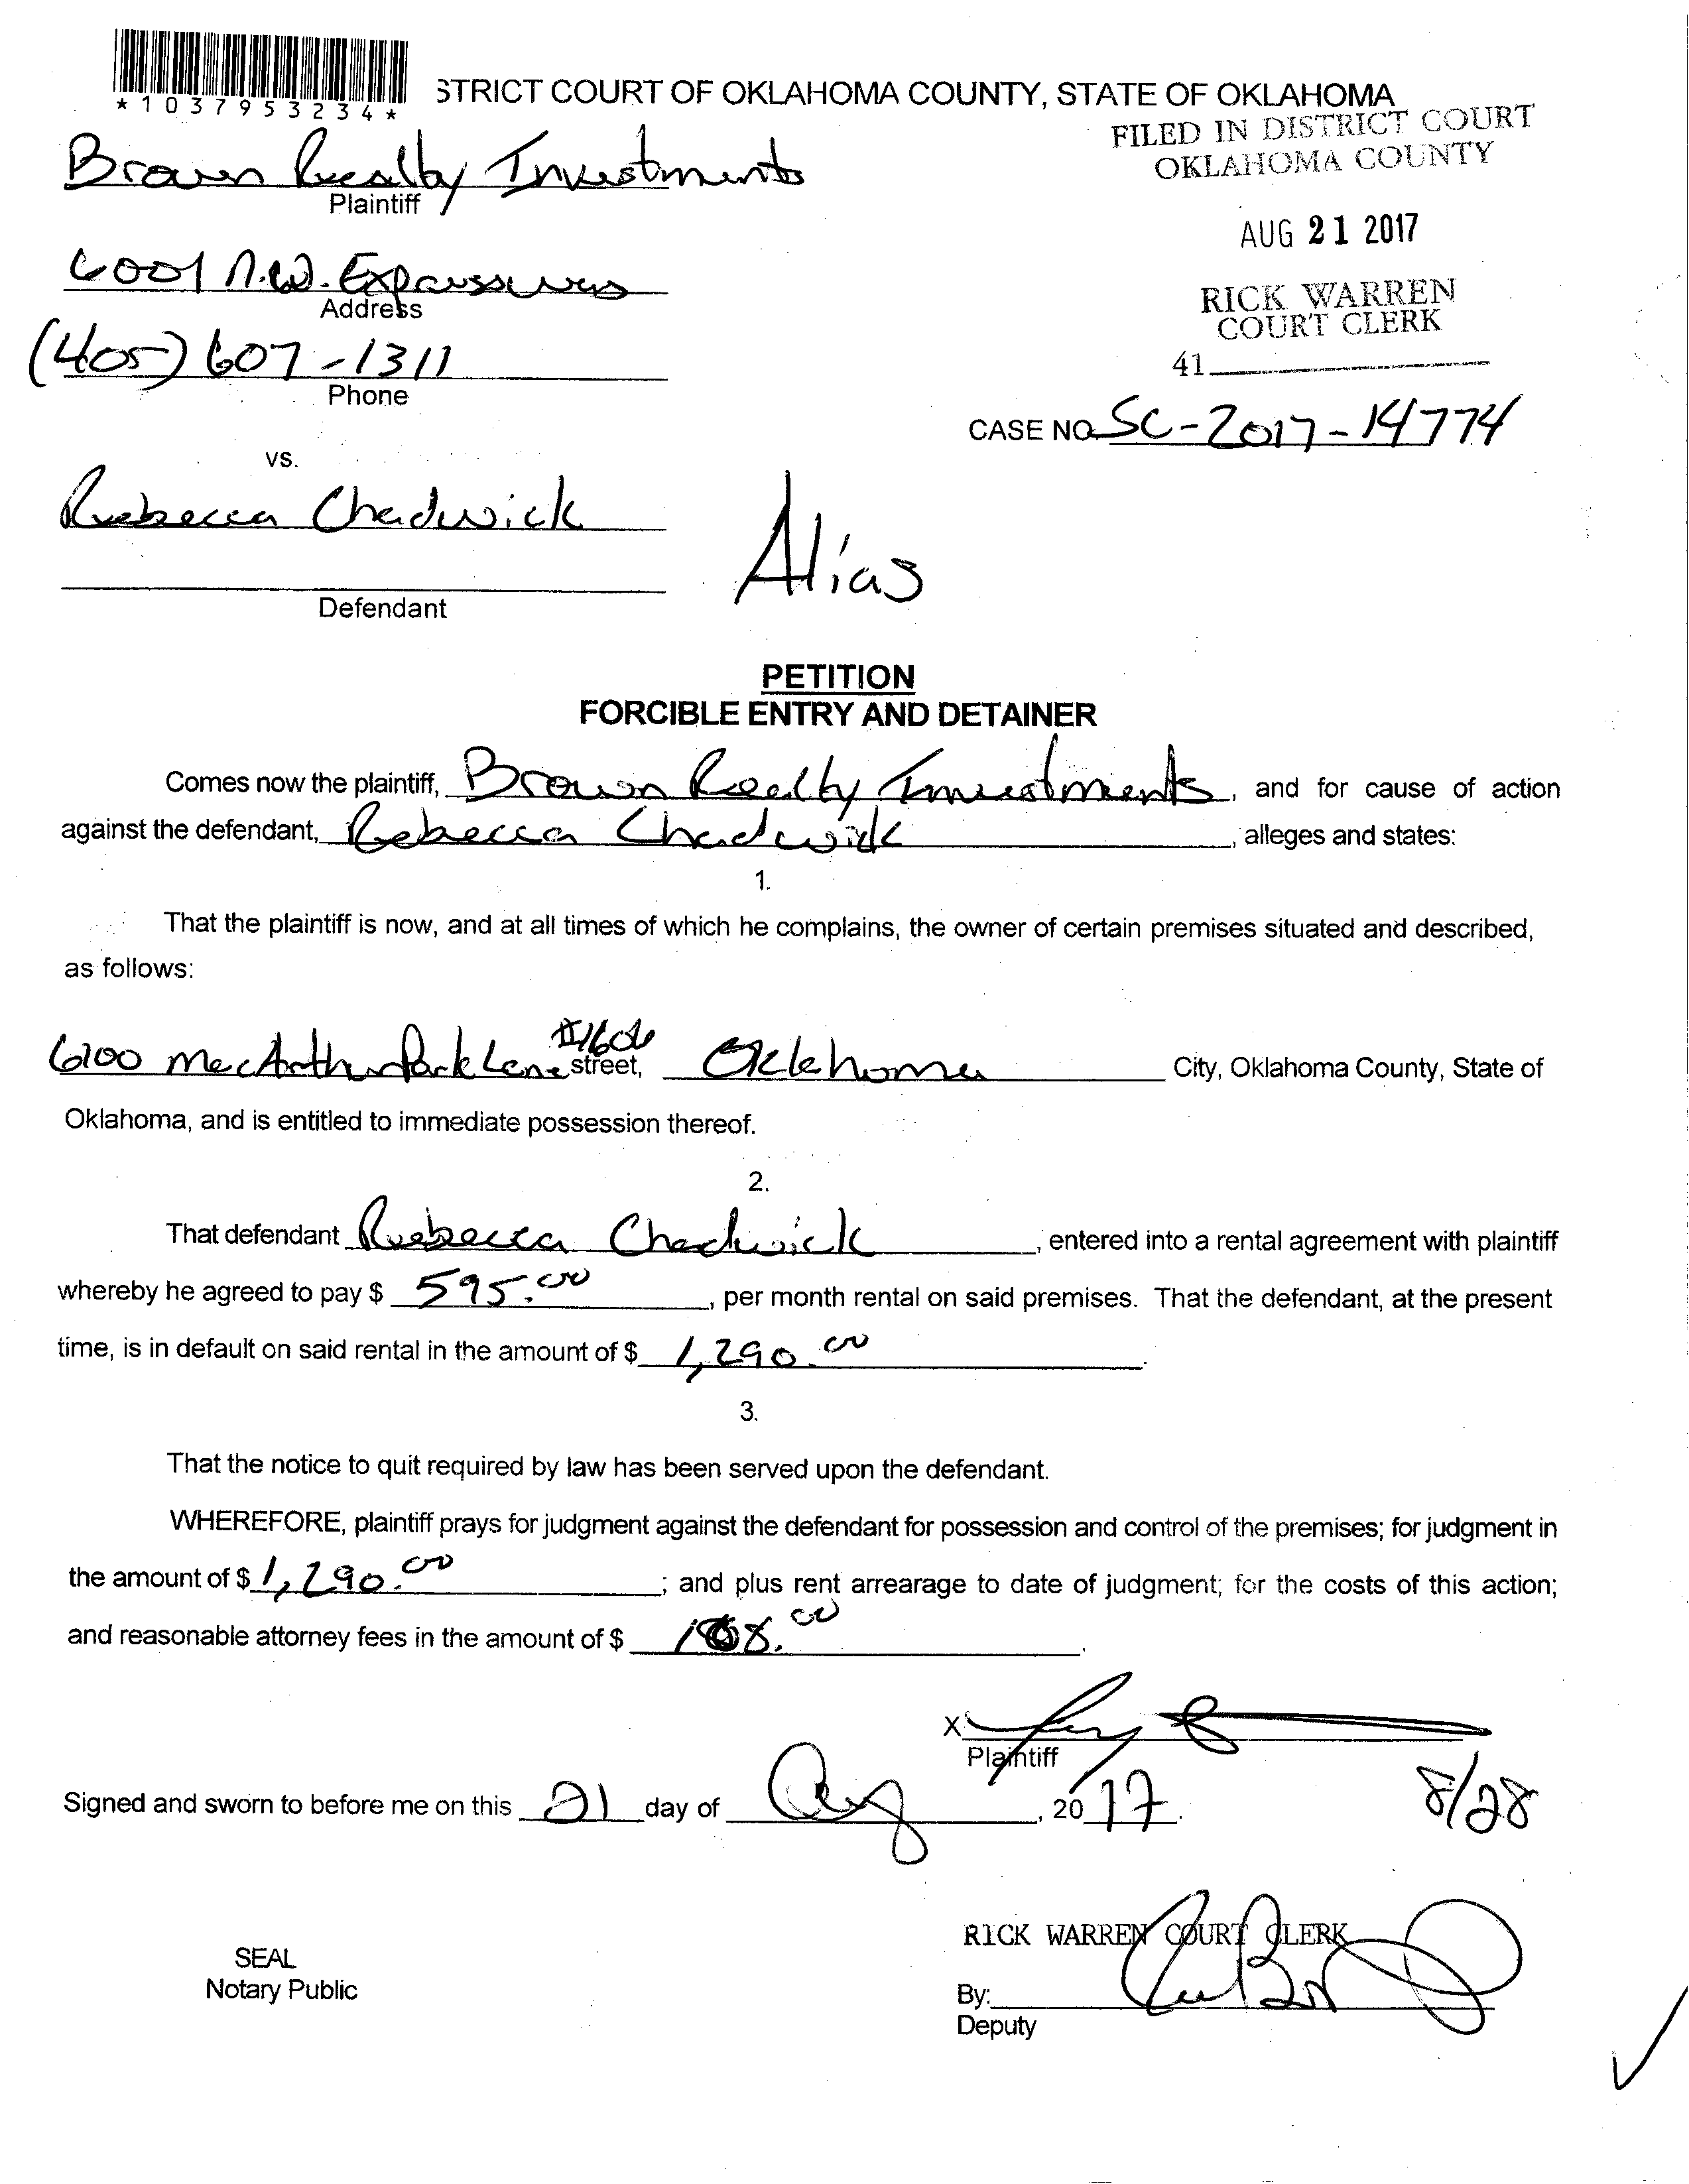 *1037953234*
STRICT COURT OF OKLAHOMA COUNTY, STATE OF OKLAHOMA
FILED IN DISTRICT COURT
OKLAHOMA COUNTY
Brown Realty Investments
Plaintiff
AUG 21 2017
6001 N.W. Expressway
Address
RICK WARREN
COURT CLERK
(405) 607-1311
Phone
41
CASE NO. SC-2017-14774
VS.
Rebecca Chadwick
Alias
Defendant
PETITION
FORCIBLE ENTRY AND DETAINER
Comes now the plaintiff, Brown Realty Investments, and for cause of action
against the defendant, Rebecca Chadwick, alleges and states:
1.
That the plaintiff is now, and at all times of which he complains, the owner of certain premises situated and described,
as follows:
6200 MacArthur Park Lane #1606 street, Oklahoma City, Oklahoma County, State of
Oklahoma, and is entitled to immediate possession thereof.
2.
That defendant Rebecca Chadwick, entered into a rental agreement with plaintiff
whereby he agreed to pay $ 595.00, per month rental on said premises. That the defendant, at the present
time, is in default on said rental in the amount of $ 1,290.00.
3.
That the notice to quit required by law has been served upon the defendant.
WHEREFORE, plaintiff prays for judgment against the defendant for possession and control of the premises; for judgment in
the amount of $ 1,290.00; and plus rent arrearage to date of judgment; for the costs of this action;
and reasonable attorney fees in the amount of $
X
Plaintiff
Signed and sworn to before me on this 21 day of Aug, 2017.
8/28
RICK WARREN COURT CLERK
SEAL
Notary Public
By:
Deputy